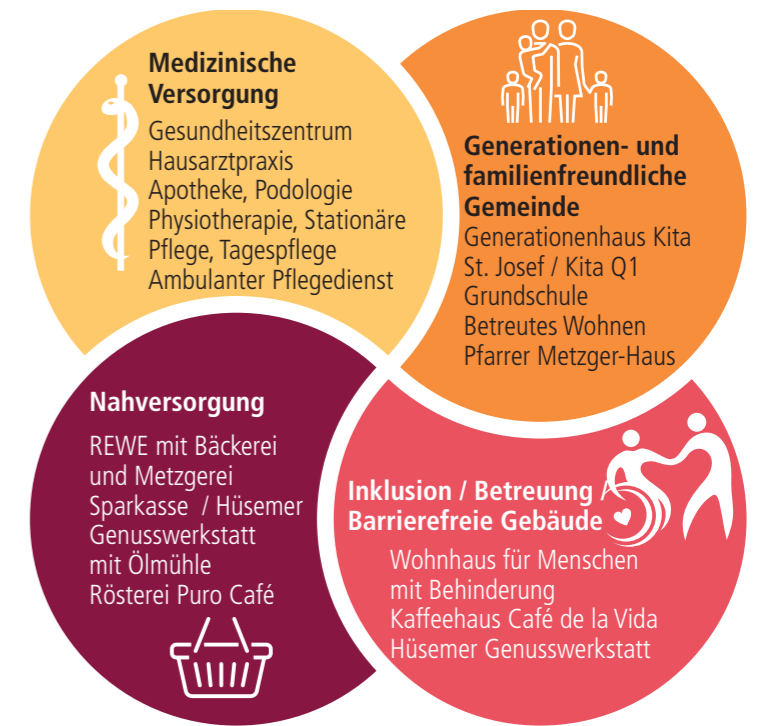 Medizinische
Versorgung
Gesundheitszentrum
Hausarztpraxis
Apotheke, Podologie
Physiotherapie, Stationäre
Pflege, Tagespflege
Ambulanter Pflegedienst
Generationen- und
familienfreundliche
Gemeinde
Generationenhaus Kita
St. Josef / Kita Q1
Grundschule
Betreutes Wohnen
Pfarrer Metzger-Haus
Nahversorgung
REWE mit Bäckerei
und Metzgerei
Sparkasse / Hüsemer
Genusswerkstatt
mit Ölmühle
Rösterei Puro Café
Inklusion / Betreuung /
Barrierefreie Gebäude
Wohnhaus für Menschen
mit Behinderung
Kaffeehaus Café de la Vida
Hüsemer Genusswerkstatt